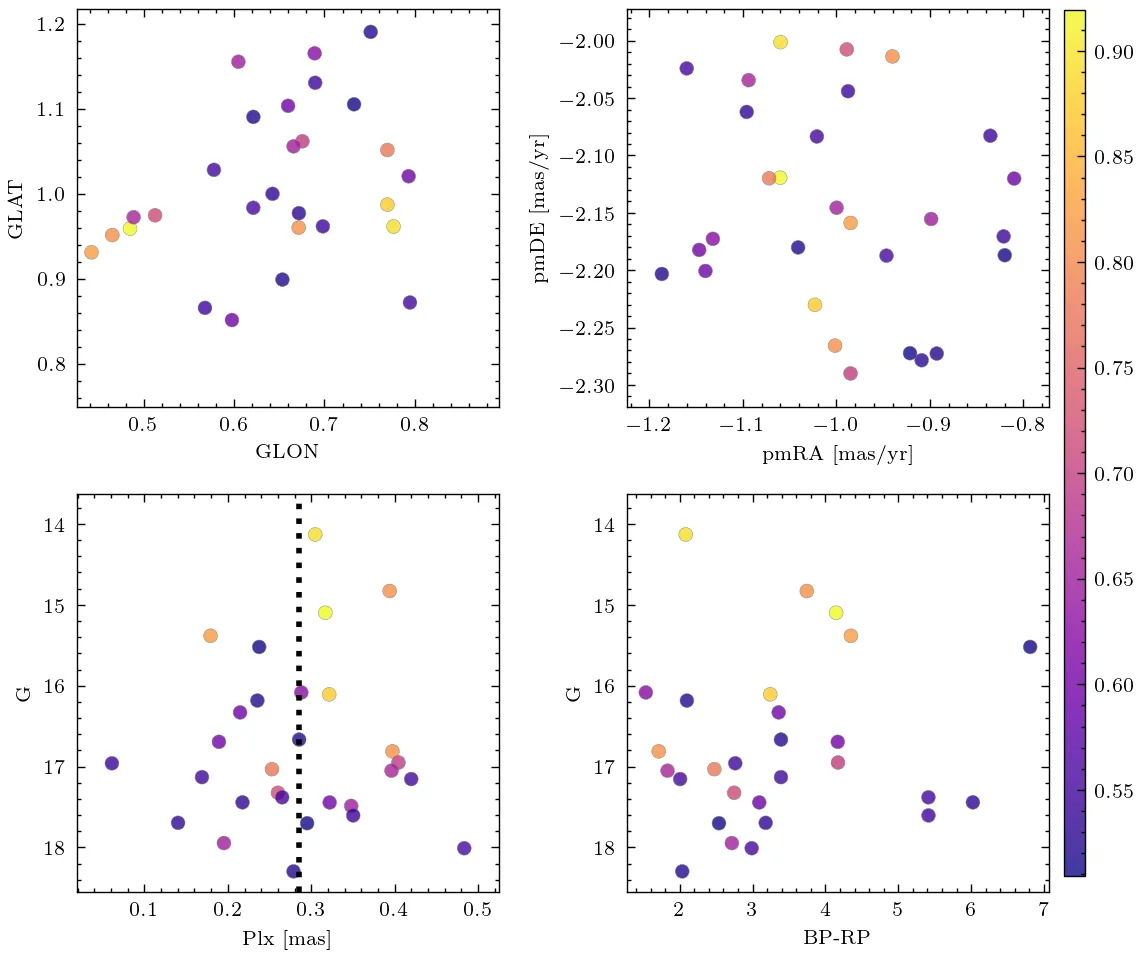 1.2
1.1
1.0
0.9
0.8
GLAT
0.5 0.6 0.7 0.8
GLON
−2.00
−2.05
−2.10
−2.15
−2.20
−2.25
−2.30
pmDE [mas/yr]
−1.2 −1.1 −1.0 −0.9 −0.8
pmRA [mas/yr]
14
15
16
17
18
G
0.1 0.2 0.3 0.4 0.5
Plx [mas]
14
15
16
17
18
G
2 3 4 5 6 7
BP-RP
0.90
0.85
0.80
0.75
0.70
0.65
0.60
0.55